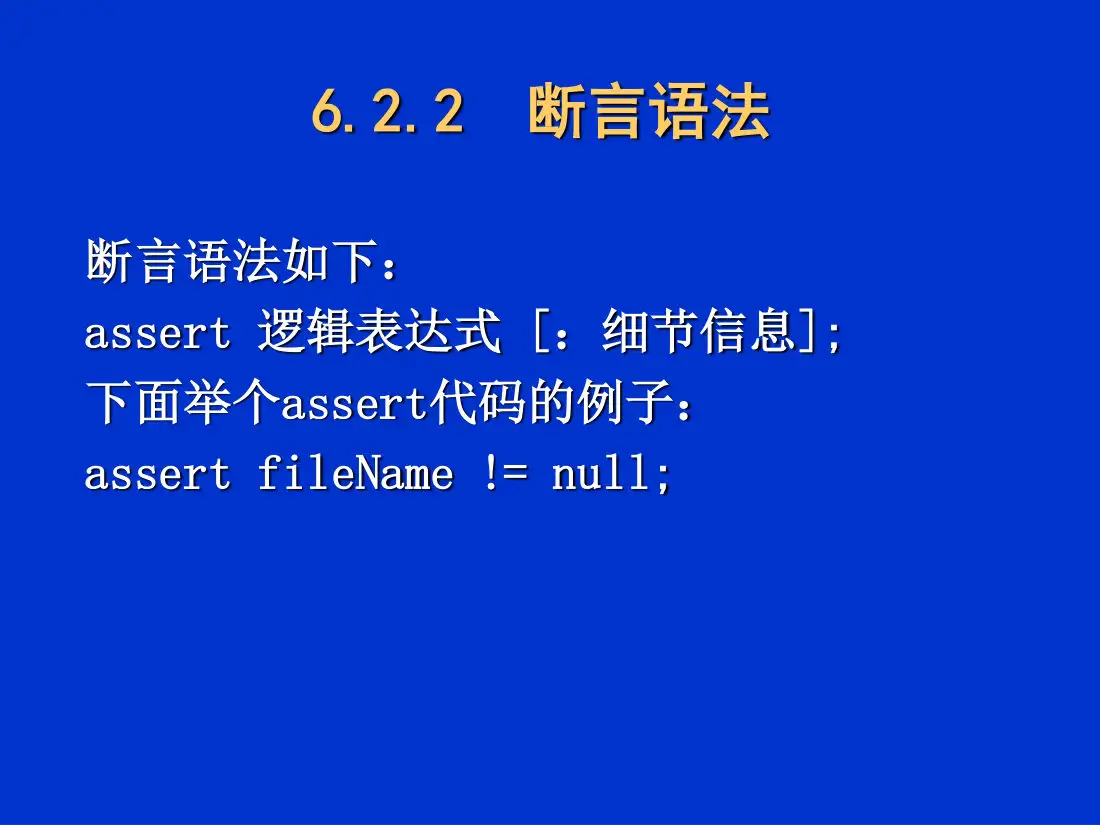 6.2.2 断言语法
断言语法如下：
assert 逻辑表达式 [：细节信息];
下面举个assert代码的例子：
assert fileName != null;